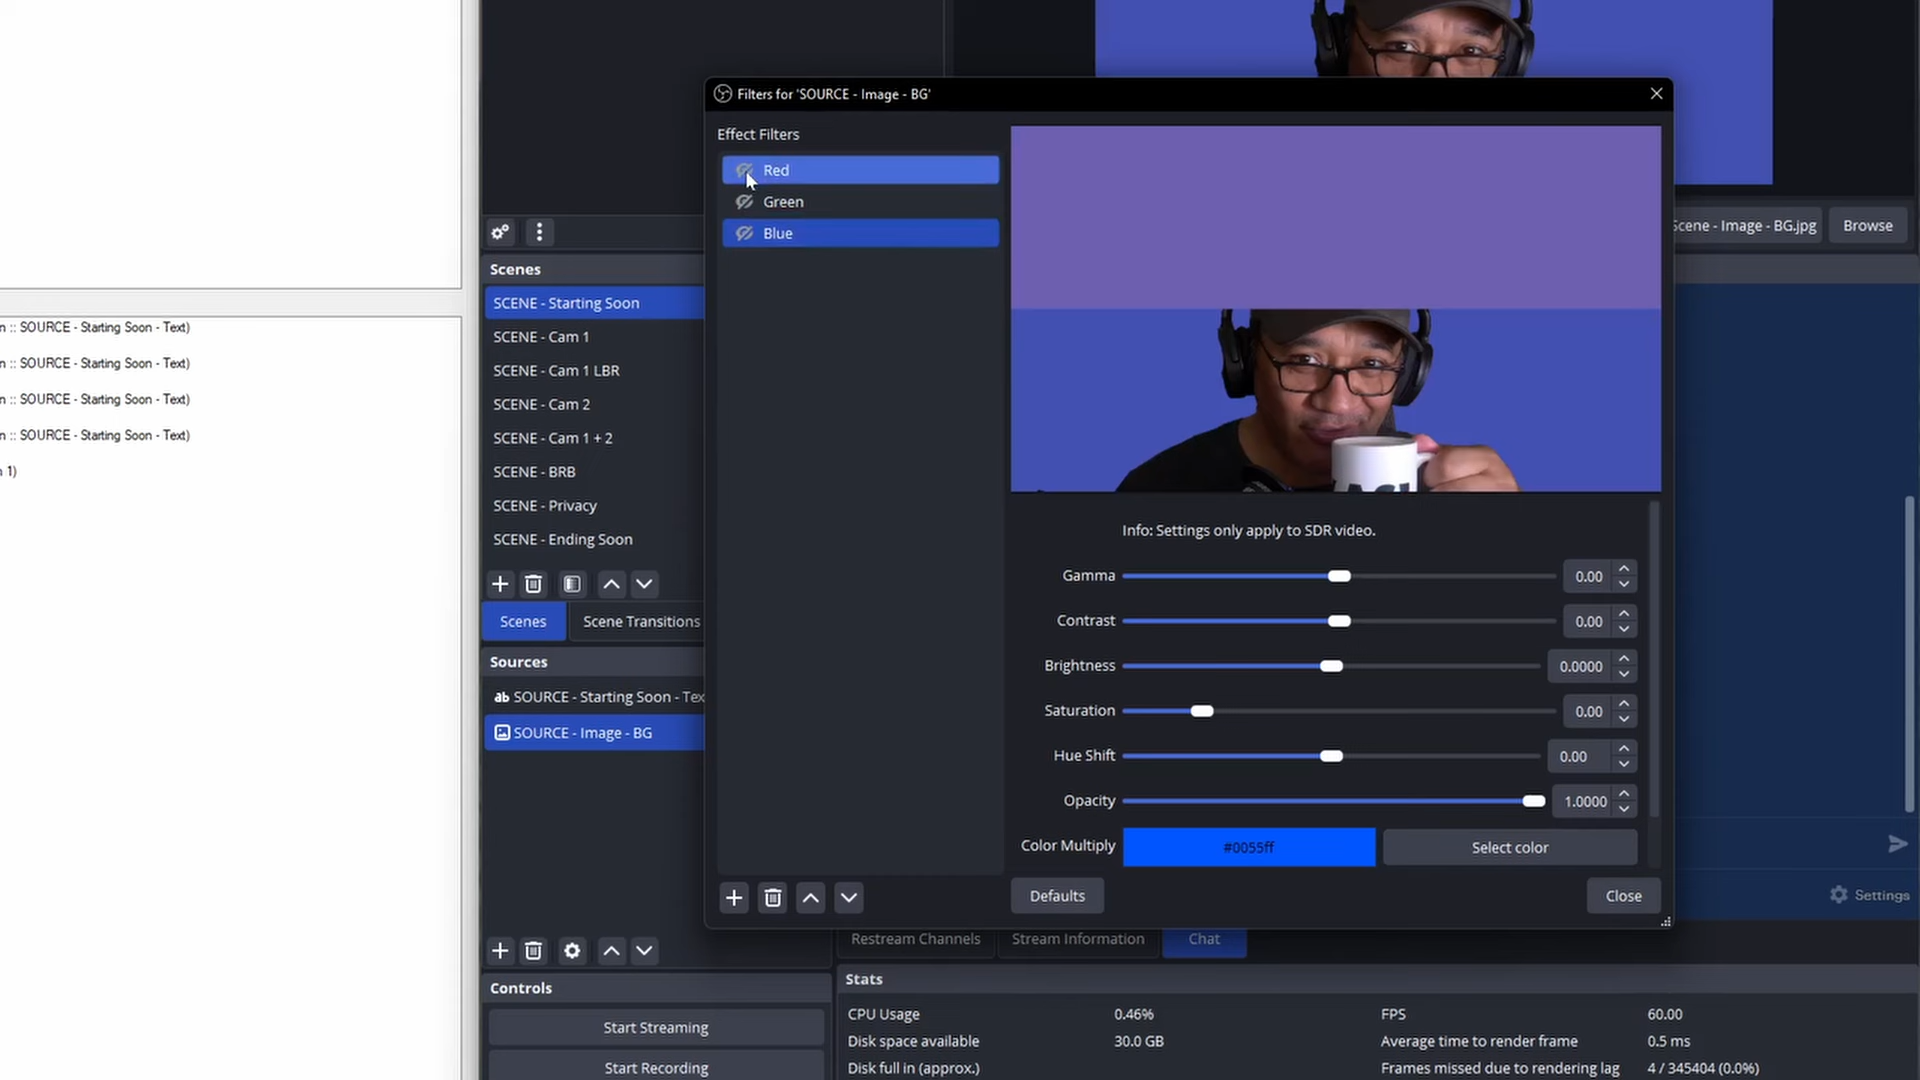 n :: SOURCE - Starting Soon - Text)
n :: SOURCE - Starting Soon - Text)
n :: SOURCE - Starting Soon - Text)
n :: SOURCE - Starting Soon - Text)
n 1)
Scenes
SCENE - Starting Soon
SCENE - Cam 1
SCENE - Cam 1 LBR
SCENE - Cam 2
SCENE - Cam 1 + 2
SCENE - BRB
SCENE - Privacy
SCENE - Ending Soon
Scenes
Scene Transitions
Sources
ab SOURCE - Starting Soon - Tex
SOURCE - Image - BG
Controls
Start Streaming
Start Recording
Filters for 'SOURCE - Image - BG'
Effect Filters
Red
Green
Blue
Info: Settings only apply to SDR video.
Gamma 0.00
Contrast 0.00
Brightness 0.0000
Saturation 0.00
Hue Shift 0.00
Opacity 1.0000
Color Multiply #0055ff Select color
Defaults
Close
Scene - Image - BG.jpg
Browse
Settings
Restream Channels
Stream Information
Chat
Stats
CPU Usage 0.46% FPS 60.00
Disk space available 30.0 GB Average time to render frame 0.5 ms
Disk full in (approx.) Frames missed due to rendering lag 4 / 345404 (0.0%)